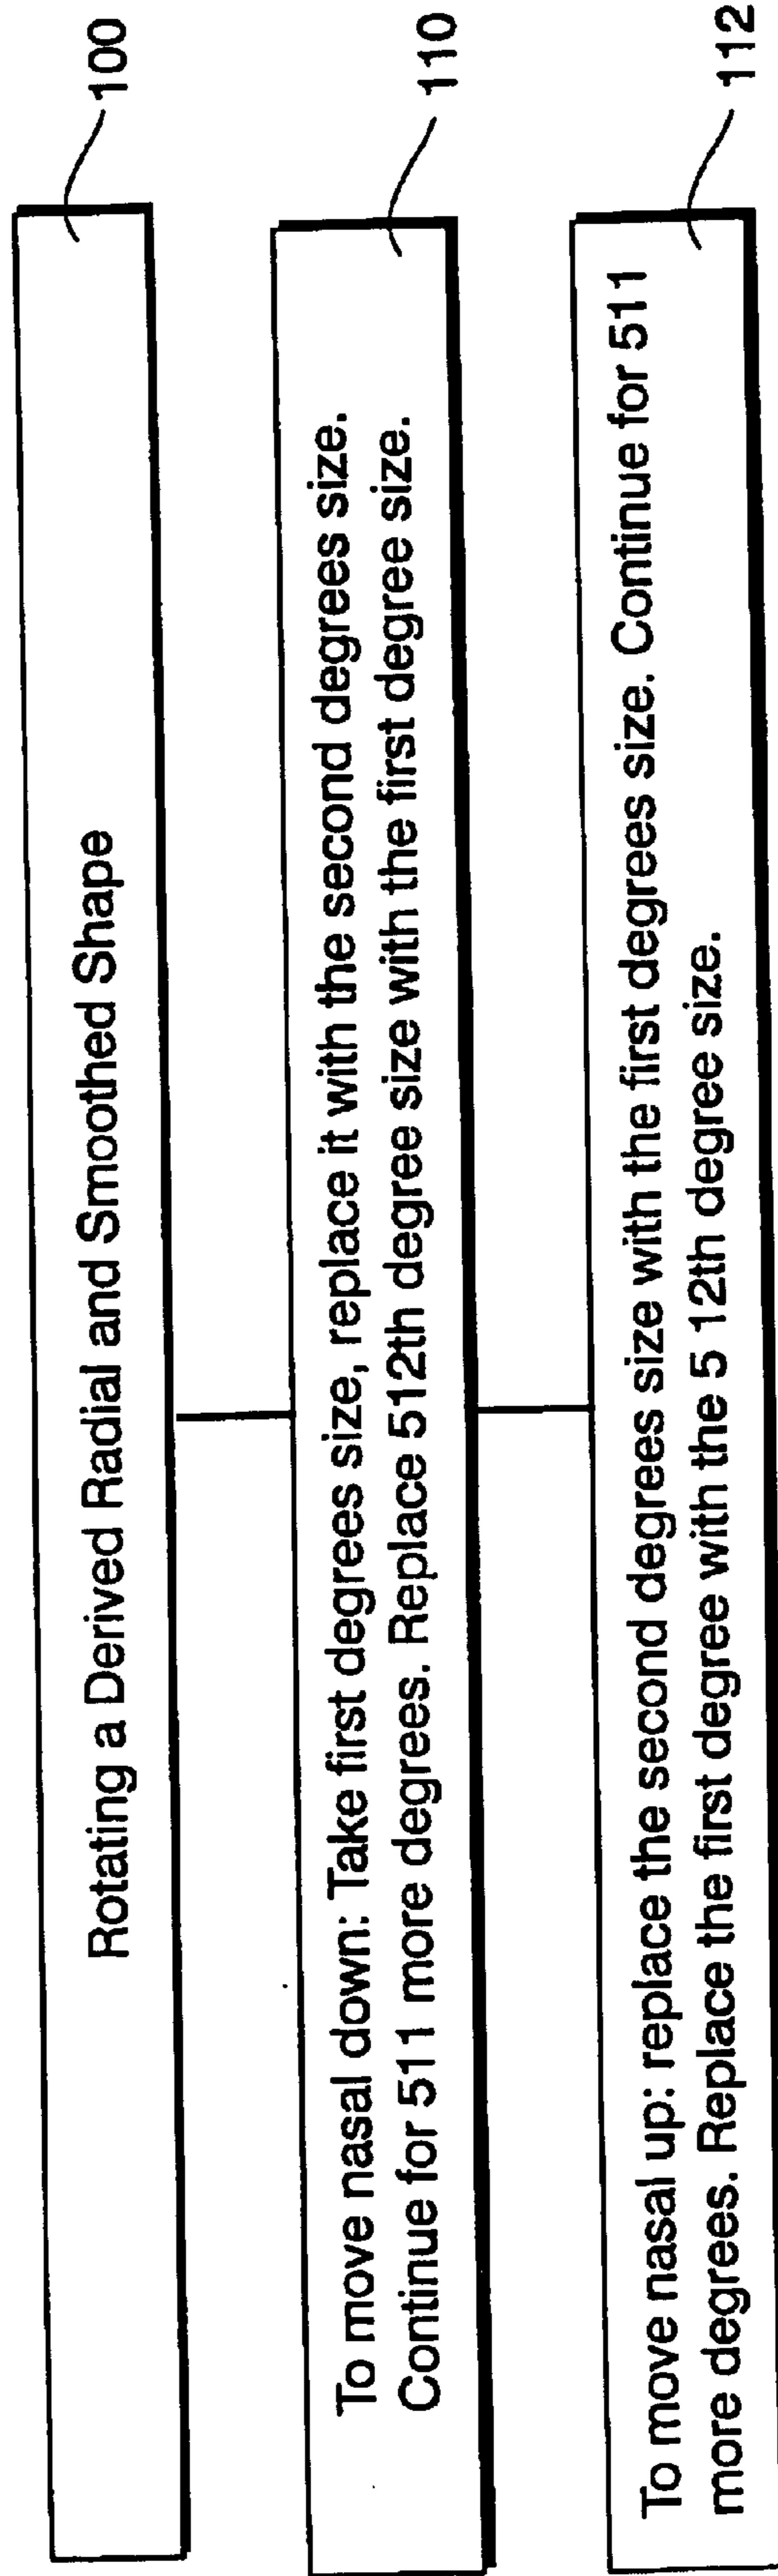 Rotating a Derived Radial and Smoothed Shape
100
To move nasal down: Take first degrees size, replace it with the second degrees size.
Continue for 511 more degrees. Replace 512th degree size with the first degree size.
110
To move nasal up: replace the second degrees size with the first degrees size. Continue for 511
more degrees. Replace the first degree with the 5 12th degree size.
112